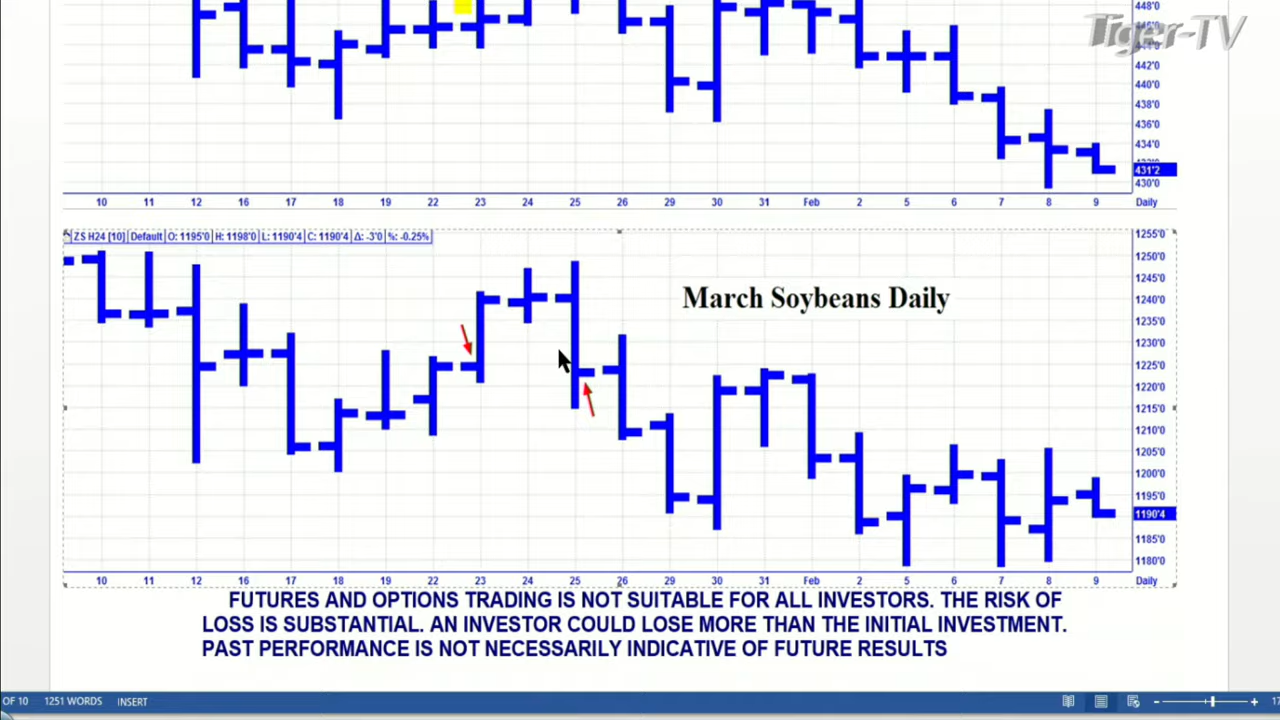 448'0
Tiger-TV
442'0
440'0
438'0
436'0
434'0
431'2
430'0
10 11 12 16 17 18 19 22 23 24 25 26 29 30 31 Feb 2 5 6 7 8 9 Daily
ZS H24 [10] Default O: 1195'0 H: 1198'0 L: 1190'4 C: 1190'4 Δ: -3'0 %: -0.25%
1255'0
1250'0
1245'0
March Soybeans Daily
1240'0
1235'0
1230'0
1225'0
1220'0
1215'0
1210'0
1205'0
1200'0
1195'0
1190'4
1185'0
1180'0
10 11 12 16 17 18 19 22 23 24 25 26 29 30 31 Feb 2 5 6 7 8 9 Daily
FUTURES AND OPTIONS TRADING IS NOT SUITABLE FOR ALL INVESTORS. THE RISK OF
LOSS IS SUBSTANTIAL. AN INVESTOR COULD LOSE MORE THAN THE INITIAL INVESTMENT.
PAST PERFORMANCE IS NOT NECESSARILY INDICATIVE OF FUTURE RESULTS
OF 10 1251 WORDS INSERT